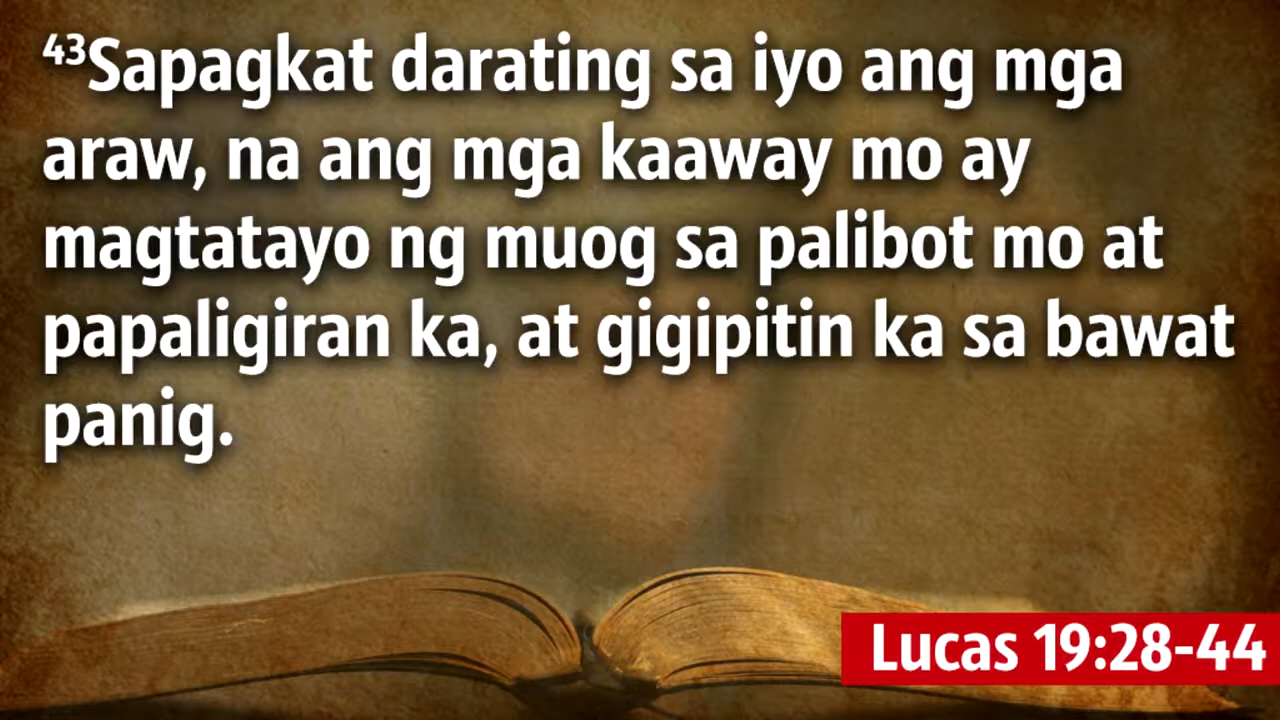 43Sapagkat darating sa iyo ang mga
araw, na ang mga kaaway mo ay
magtatayo ng muog sa palibot mo at
papaligiran ka, at gigipitin ka sa bawat
panig.
Lucas 19:28-44